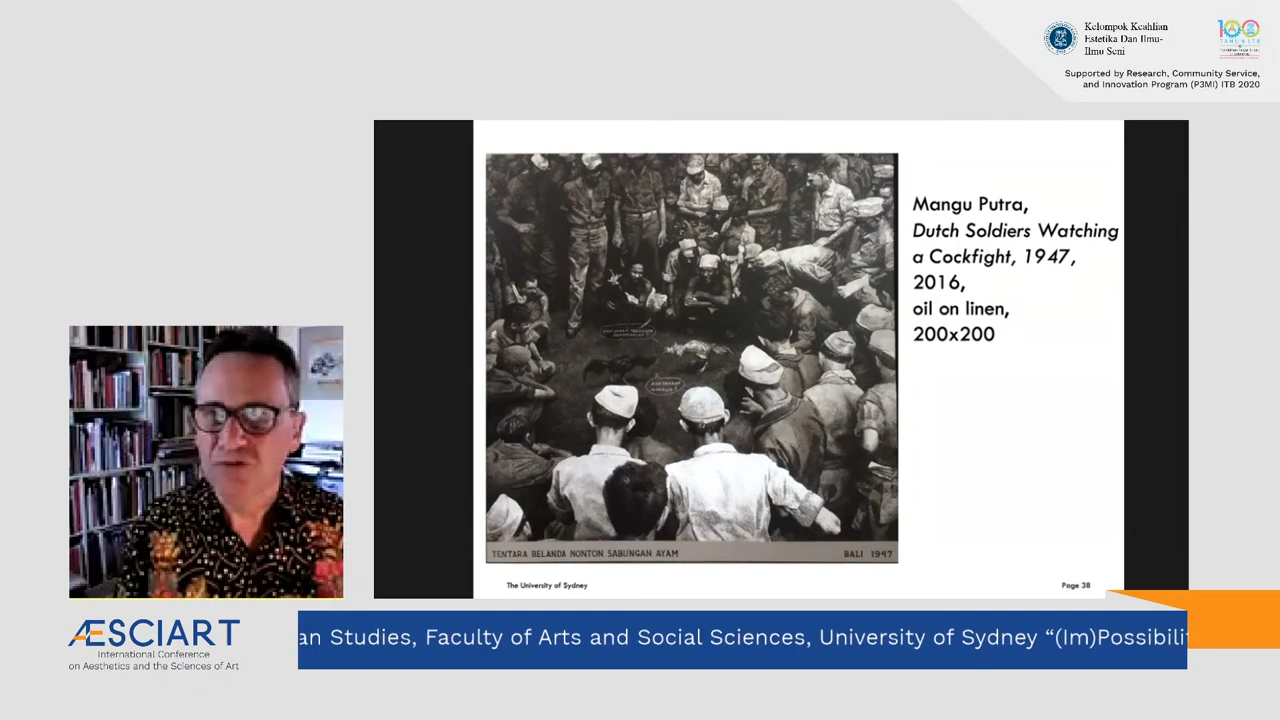 Kelompok Keahlian
Estetika Dan Ilmu-
Ilmu Seni
100
Supported by Research, Community Service,
and Innovation Program (P3MI) ITB 2020
Mangu Putra,
Dutch Soldiers Watching
a Cockfight, 1947,
2016,
oil on linen,
200x200
TENTARA BELANDA NONTON SABUNGAN AYAM
BALI 1947
The University of Sydney
Page 38
ÆSCIART
International Conference
on Aesthetics and the Sciences of Art
an Studies, Faculty of Arts and Social Sciences, University of Sydney “(Im)Possibili